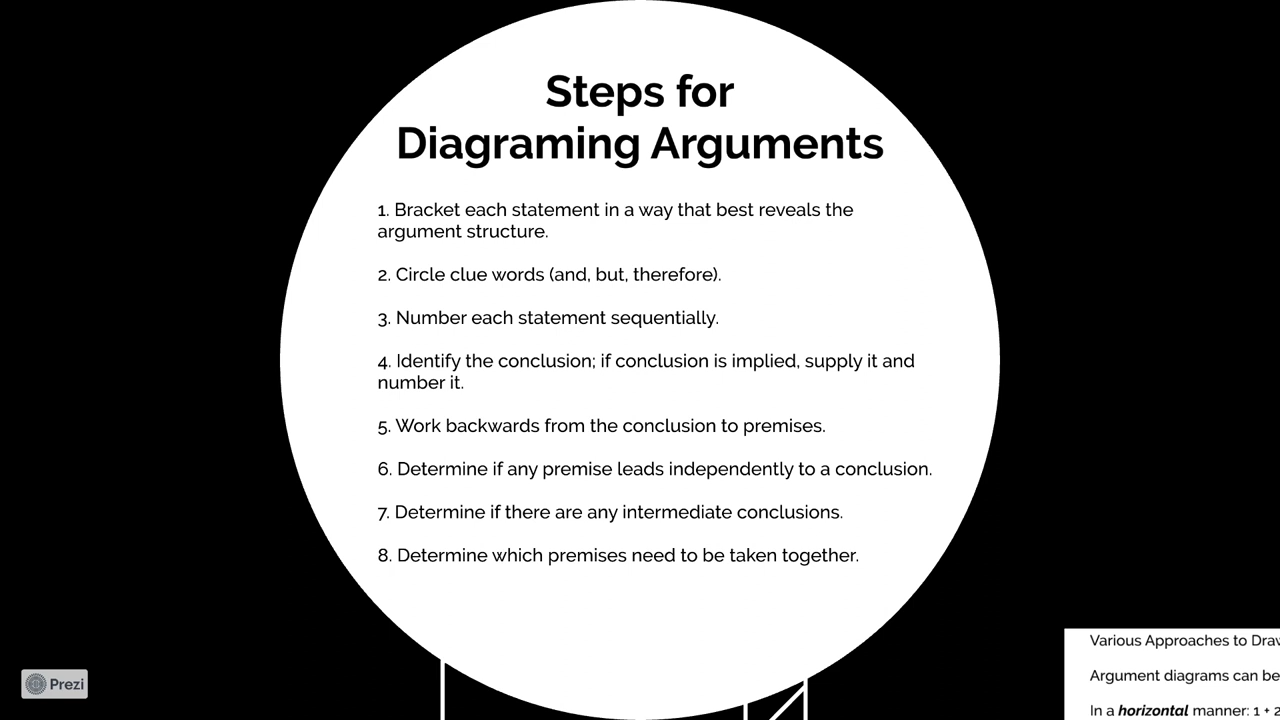 Steps for
Diagraming Arguments
1. Bracket each statement in a way that best reveals the
argument structure.
2. Circle clue words (and, but, therefore).
3. Number each statement sequentially.
4. Identify the conclusion; if conclusion is implied, supply it and
number it.
5. Work backwards from the conclusion to premises.
6. Determine if any premise leads independently to a conclusion.
7. Determine if there are any intermediate conclusions.
8. Determine which premises need to be taken together.
Various Approaches to
Argument diagrams can be
In a horizontal manner: 1 + 2
Prezi